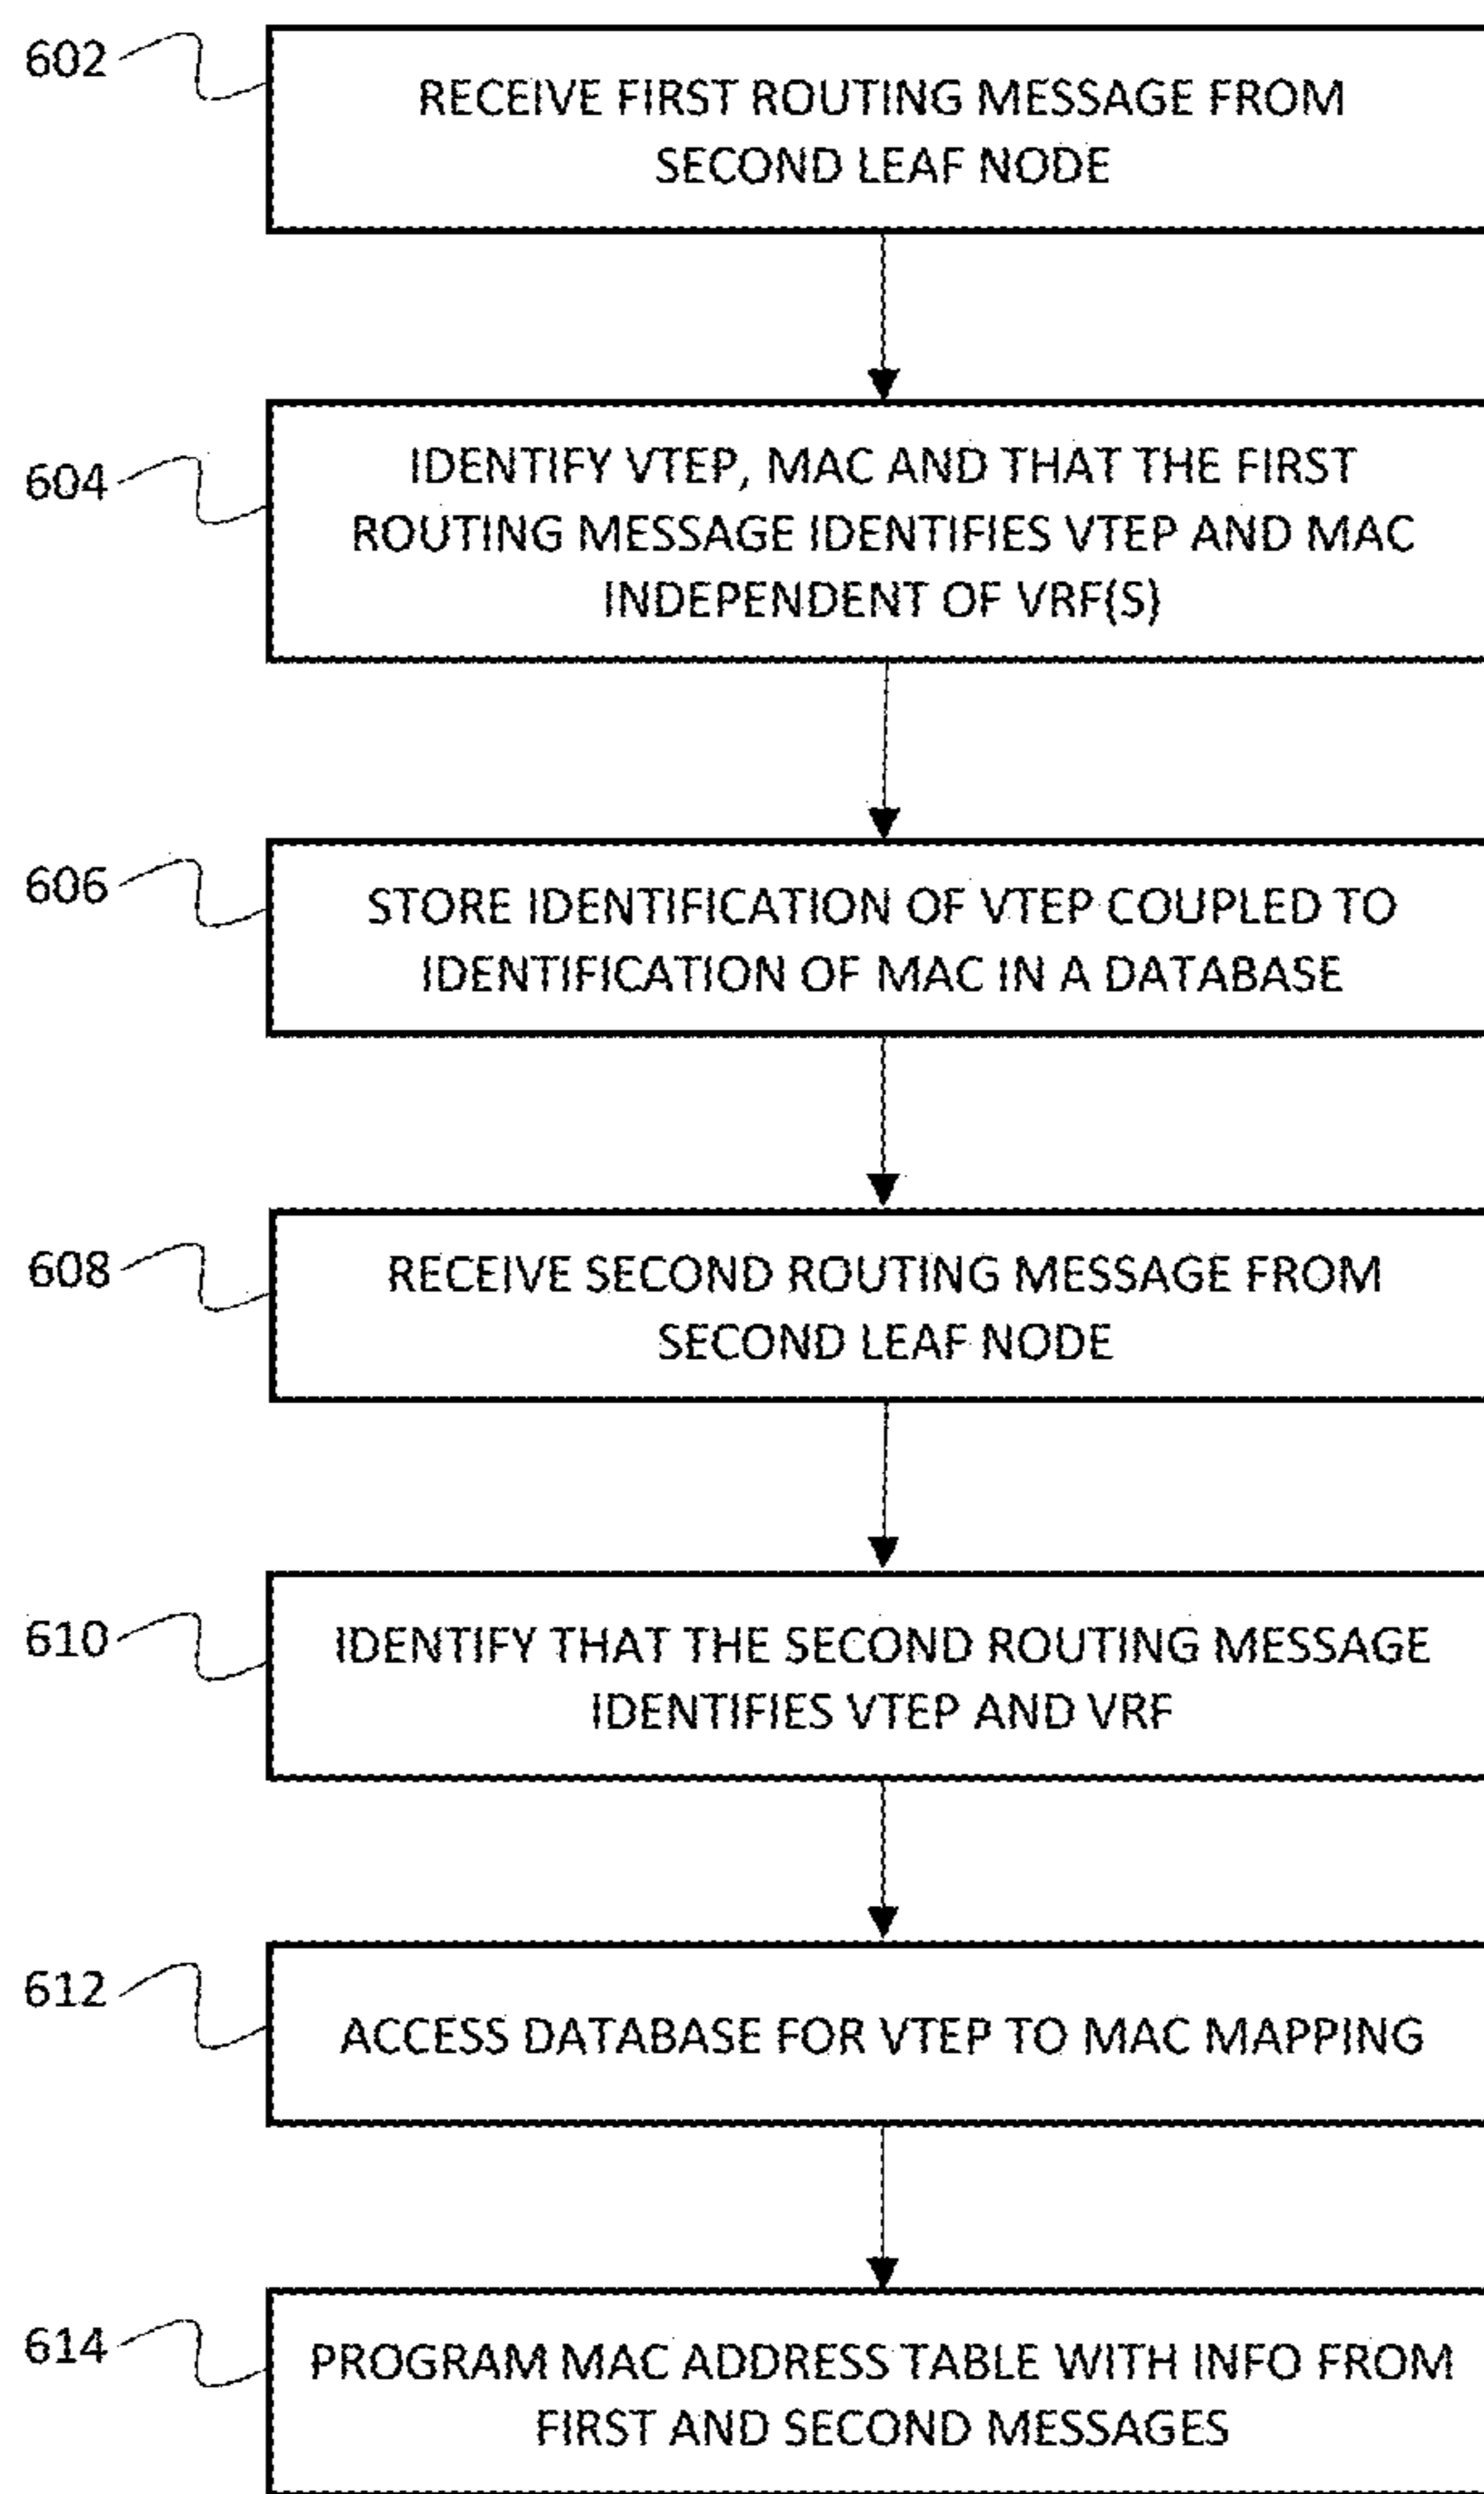 602
RECEIVE FIRST ROUTING MESSAGE FROM
SECOND LEAF NODE
604
IDENTIFY VTEP, MAC AND THAT THE FIRST
ROUTING MESSAGE IDENTIFIES VTEP AND MAC
INDEPENDENT OF VRF(S)
606
STORE IDENTIFICATION OF VTEP COUPLED TO
IDENTIFICATION OF MAC IN A DATABASE
608
RECEIVE SECOND ROUTING MESSAGE FROM
SECOND LEAF NODE
610
IDENTIFY THAT THE SECOND ROUTING MESSAGE
IDENTIFIES VTEP AND VRF
612
ACCESS DATABASE FOR VTEP TO MAC MAPPING
614
PROGRAM MAC ADDRESS TABLE WITH INFO FROM
FIRST AND SECOND MESSAGES